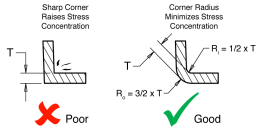 Sharp Corner
Raises Stress
Concentration
Corner Radius
Minimizes Stress
Concentration
T
T
Rᵢ = 1/2 x T
Rₒ = 3/2 x T
Poor
Good